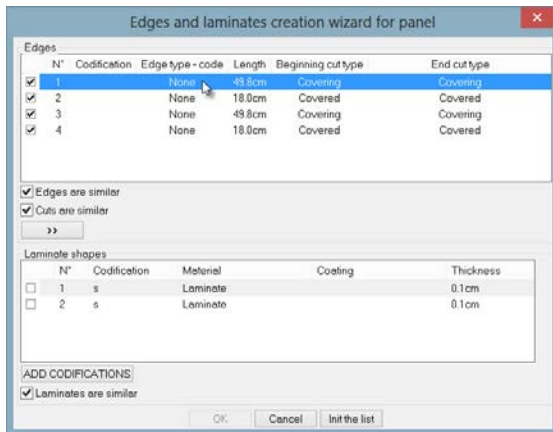 Edges and laminates creation wizard for panel
Edges
N° Codification Edge type - code Length Beginning cut type End cut type
1 None 49.8cm Covering Covering
2 None 18.0cm Covered Covered
3 None 49.8cm Covering Covering
4 None 18.0cm Covered Covered
Edges are similar
Cuts are similar
>>
Laminate shapes
N° Codification Material Coating Thickness
1 s Laminate 0.1cm
2 s Laminate 0.1cm
ADD CODIFICATIONS
Laminates are similar
OK Cancel Init the list